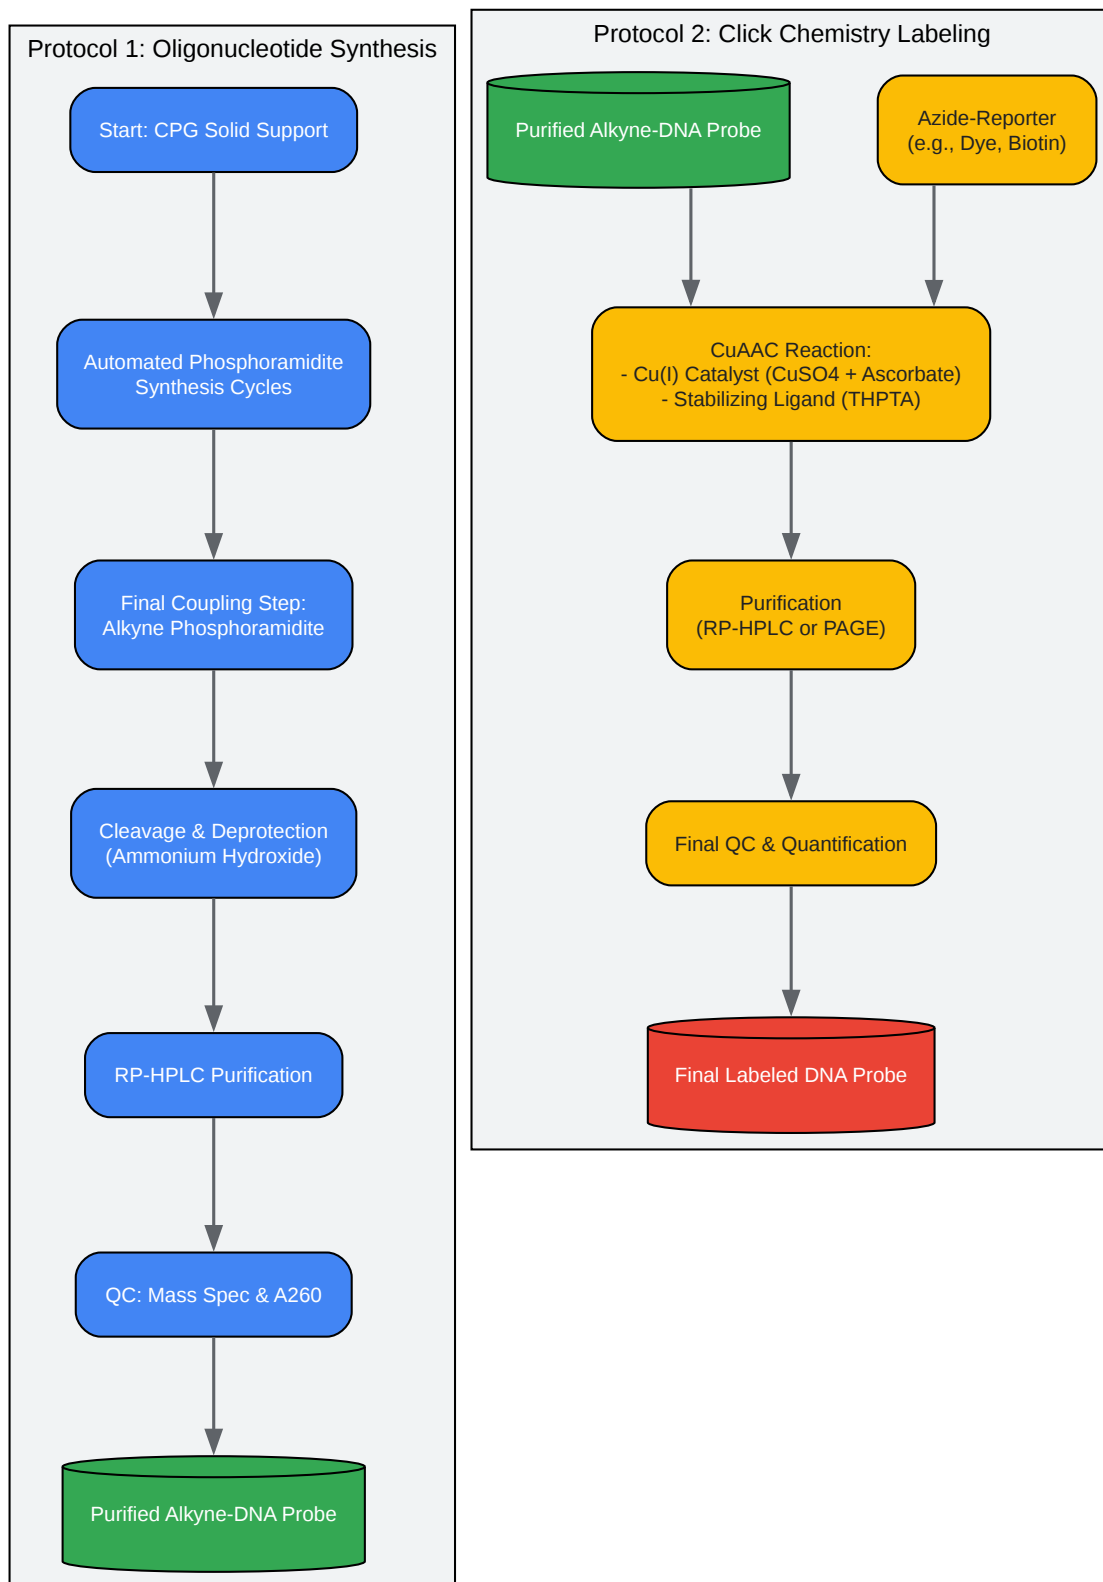 Protocol 1: Oligonucleotide Synthesis
Start: CPG Solid Support
Automated Phosphoramidite
Synthesis Cycles
Final Coupling Step:
Alkyne Phosphoramidite
Cleavage & Deprotection
(Ammonium Hydroxide)
RP-HPLC Purification
QC: Mass Spec & A260
Purified Alkyne-DNA Probe
Protocol 2: Click Chemistry Labeling
Purified Alkyne-DNA Probe
Azide-Reporter
(e.g., Dye, Biotin)
CuAAC Reaction:
- Cu(I) Catalyst (CuSO4 + Ascorbate)
- Stabilizing Ligand (THPTA)
Purification
(RP-HPLC or PAGE)
Final QC & Quantification
Final Labeled DNA Probe